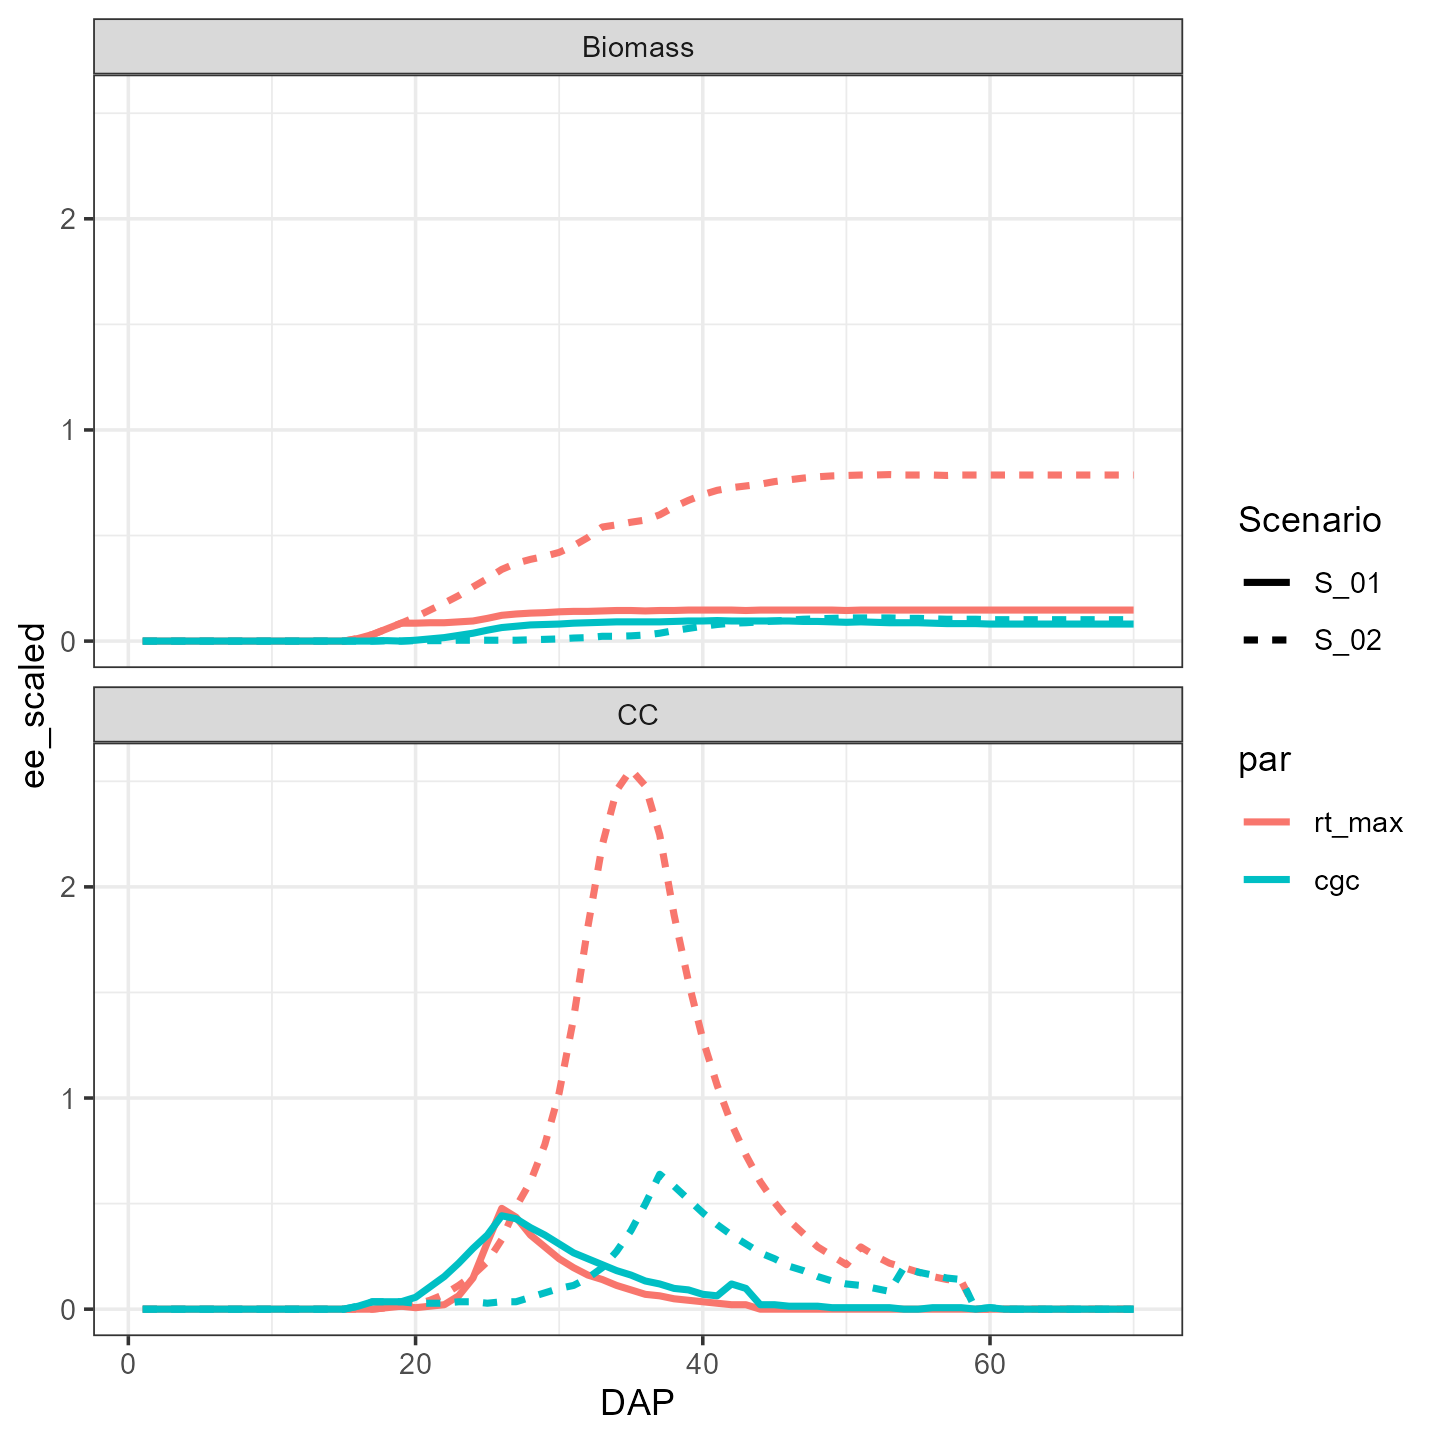 Biomass
2
1
0
CC
2
1
0
0 20 40 60
DAP
ee_scaled
Scenario
S_01
S_02
par
rt_max
cgc